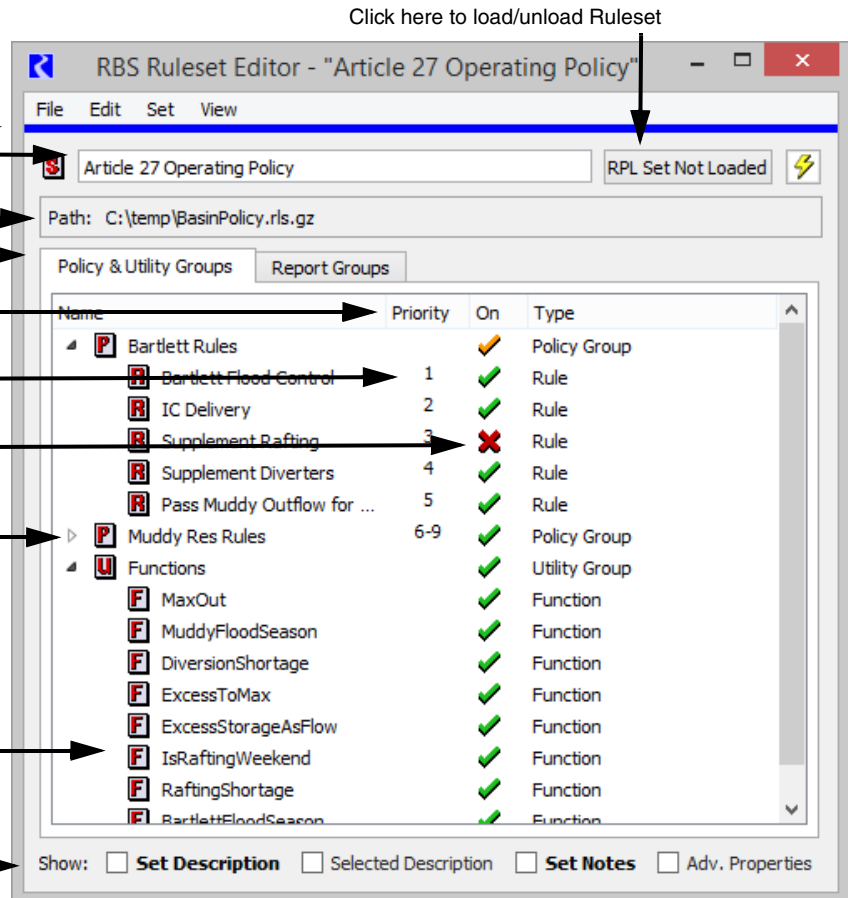 Click here to load/unload Ruleset
RBS Ruleset Editor - "Article 27 Operating Policy"
File Edit Set View
S Article 27 Operating Policy RPL Set Not Loaded
Path: C:\temp\BasinPolicy.rls.gz
Policy & Utility Groups Report Groups
Name Priority On Type
P Bartlett Rules Policy Group
R Bartlett Flood Control 1 Rule
R IC Delivery 2 Rule
R Supplement Rafting 3 Rule
R Supplement Diverters 4 Rule
R Pass Muddy Outflow for ... 5 Rule
P Muddy Res Rules 6-9 Policy Group
U Functions Utility Group
F MaxOut Function
F MuddyFloodSeason Function
F DiversionShortage Function
F ExcessToMax Function
F ExcessStorageAsFlow Function
F IsRaftingWeekend Function
F RaftingShortage Function
F BartlettFloodSeason Function
Show: Set Description Selected Description Set Notes Adv. Properties